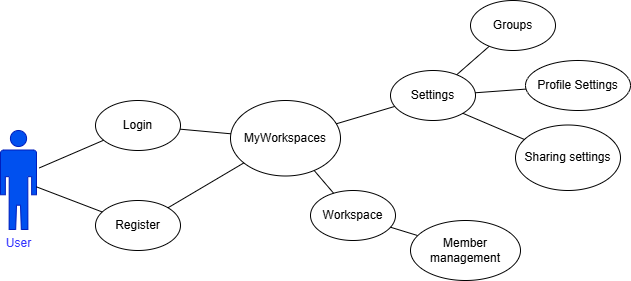 Groups
Settings
Profile Settings
Login
MyWorkspaces
Sharing settings
Register
Workspace
User
Member
management